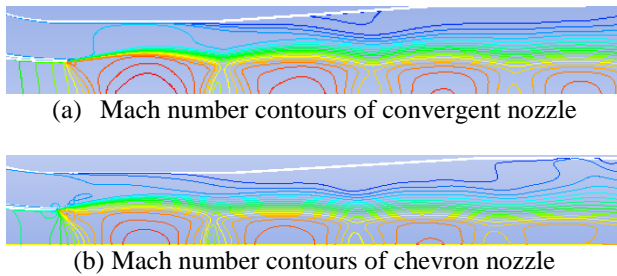 (a) Mach number contours of convergent nozzle
(b) Mach number contours of chevron nozzle